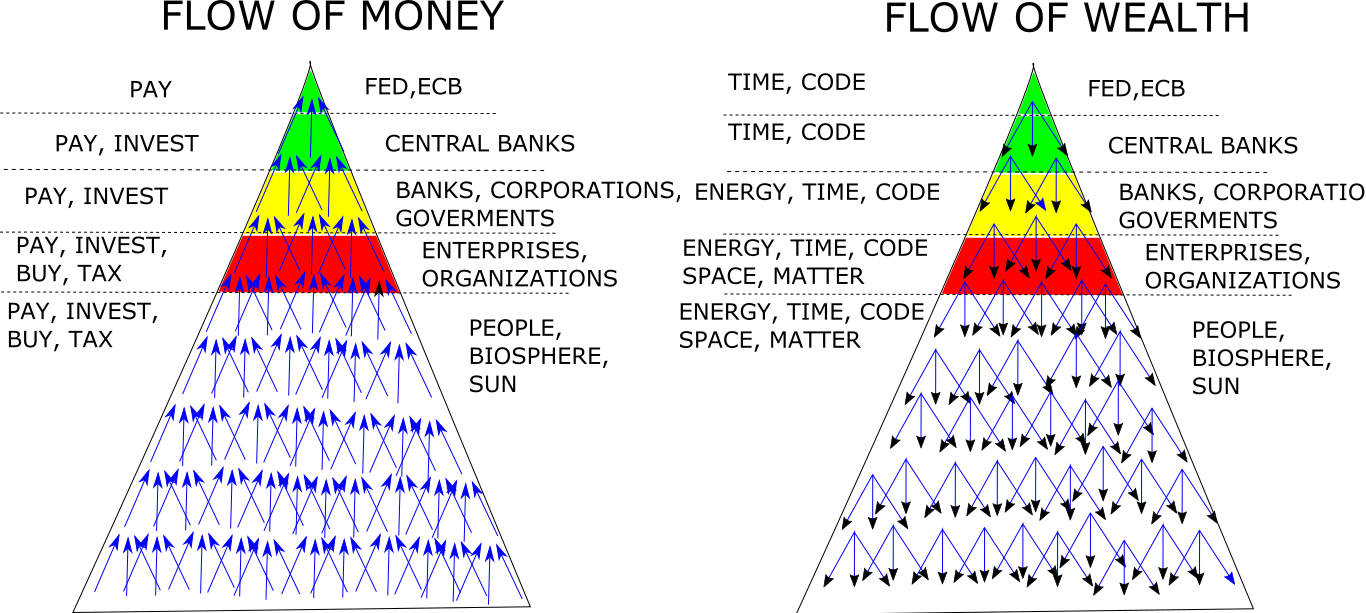 FLOW OF MONEY
PAY
FED,ECB
PAY, INVEST
CENTRAL BANKS
PAY, INVEST
BANKS, CORPORATIONS,
GOVERMENTS
PAY, INVEST,
BUY, TAX
ENTERPRISES,
ORGANIZATIONS
PAY, INVEST,
BUY, TAX
PEOPLE,
BIOSPHERE,
SUN
FLOW OF WEALTH
TIME, CODE
FED,ECB
TIME, CODE
CENTRAL BANKS
ENERGY, TIME, CODE
BANKS, CORPORATIO
GOVERMENTS
ENERGY, TIME, CODE
SPACE, MATTER
ENTERPRISES,
ORGANIZATIONS
ENERGY, TIME, CODE
SPACE, MATTER
PEOPLE,
BIOSPHERE,
SUN